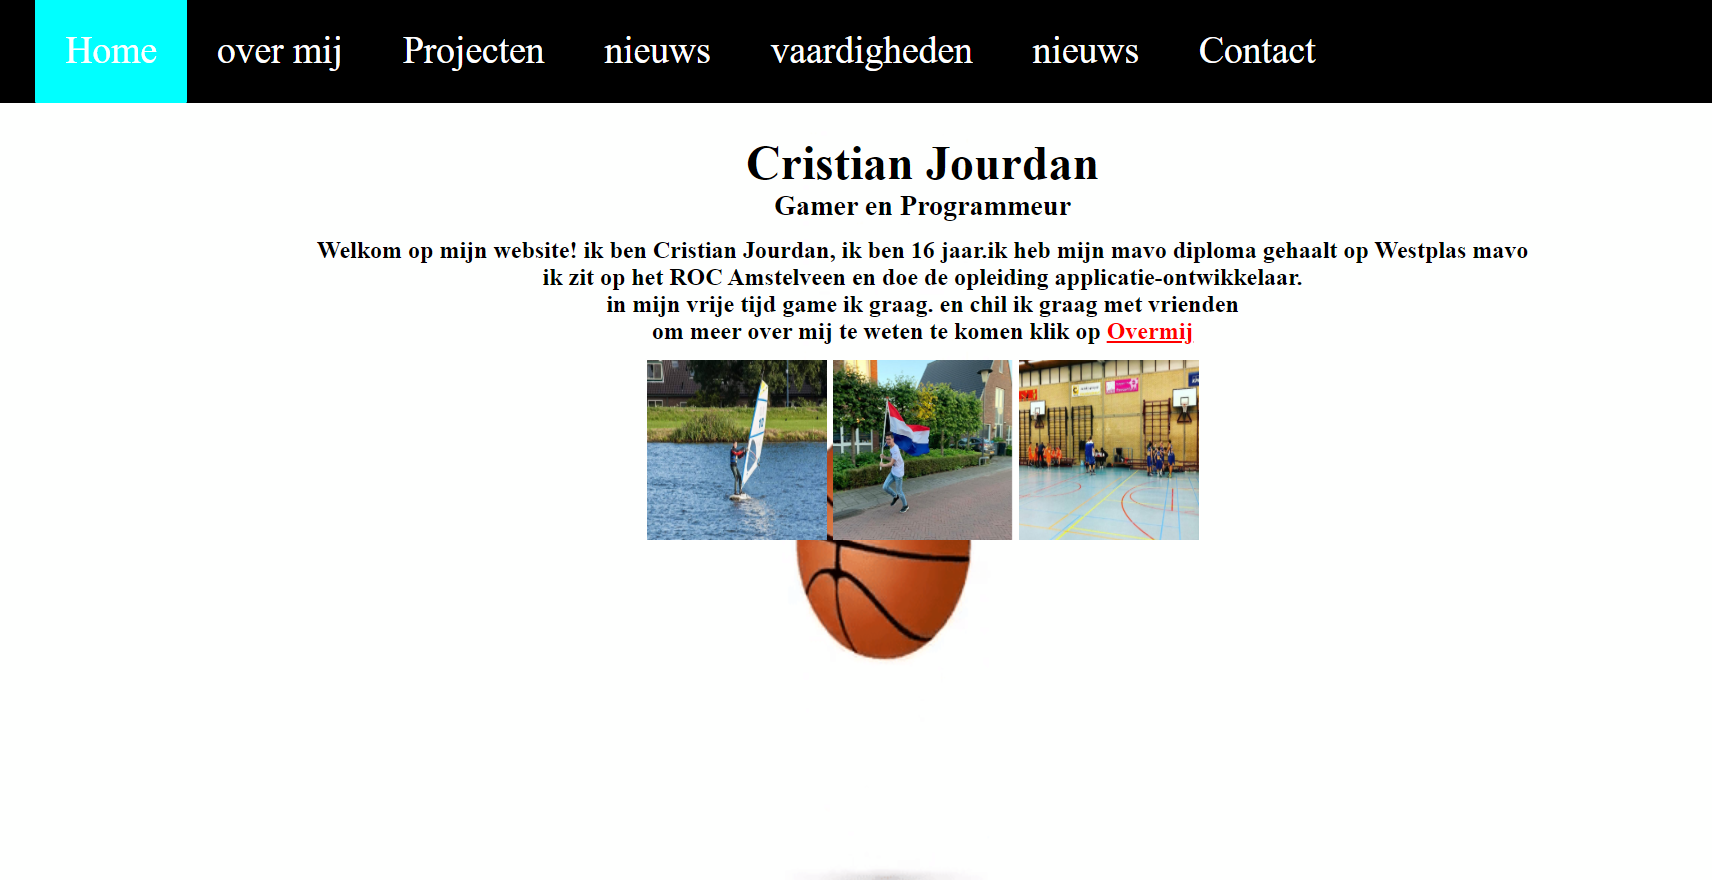 Home over mij Projecten nieuws vaardigheden nieuws Contact
Cristian Jourdan
Gamer en Programmeur
Welkom op mijn website! ik ben Cristian Jourdan, ik ben 16 jaar.ik heb mijn mavo diploma gehaalt op Westplas mavo
ik zit op het ROC Amstelveen en doe de opleiding applicatie-ontwikkelaar.
in mijn vrije tijd game ik graag. en chil ik graag met vrienden
om meer over mij te weten te komen klik op Overmij